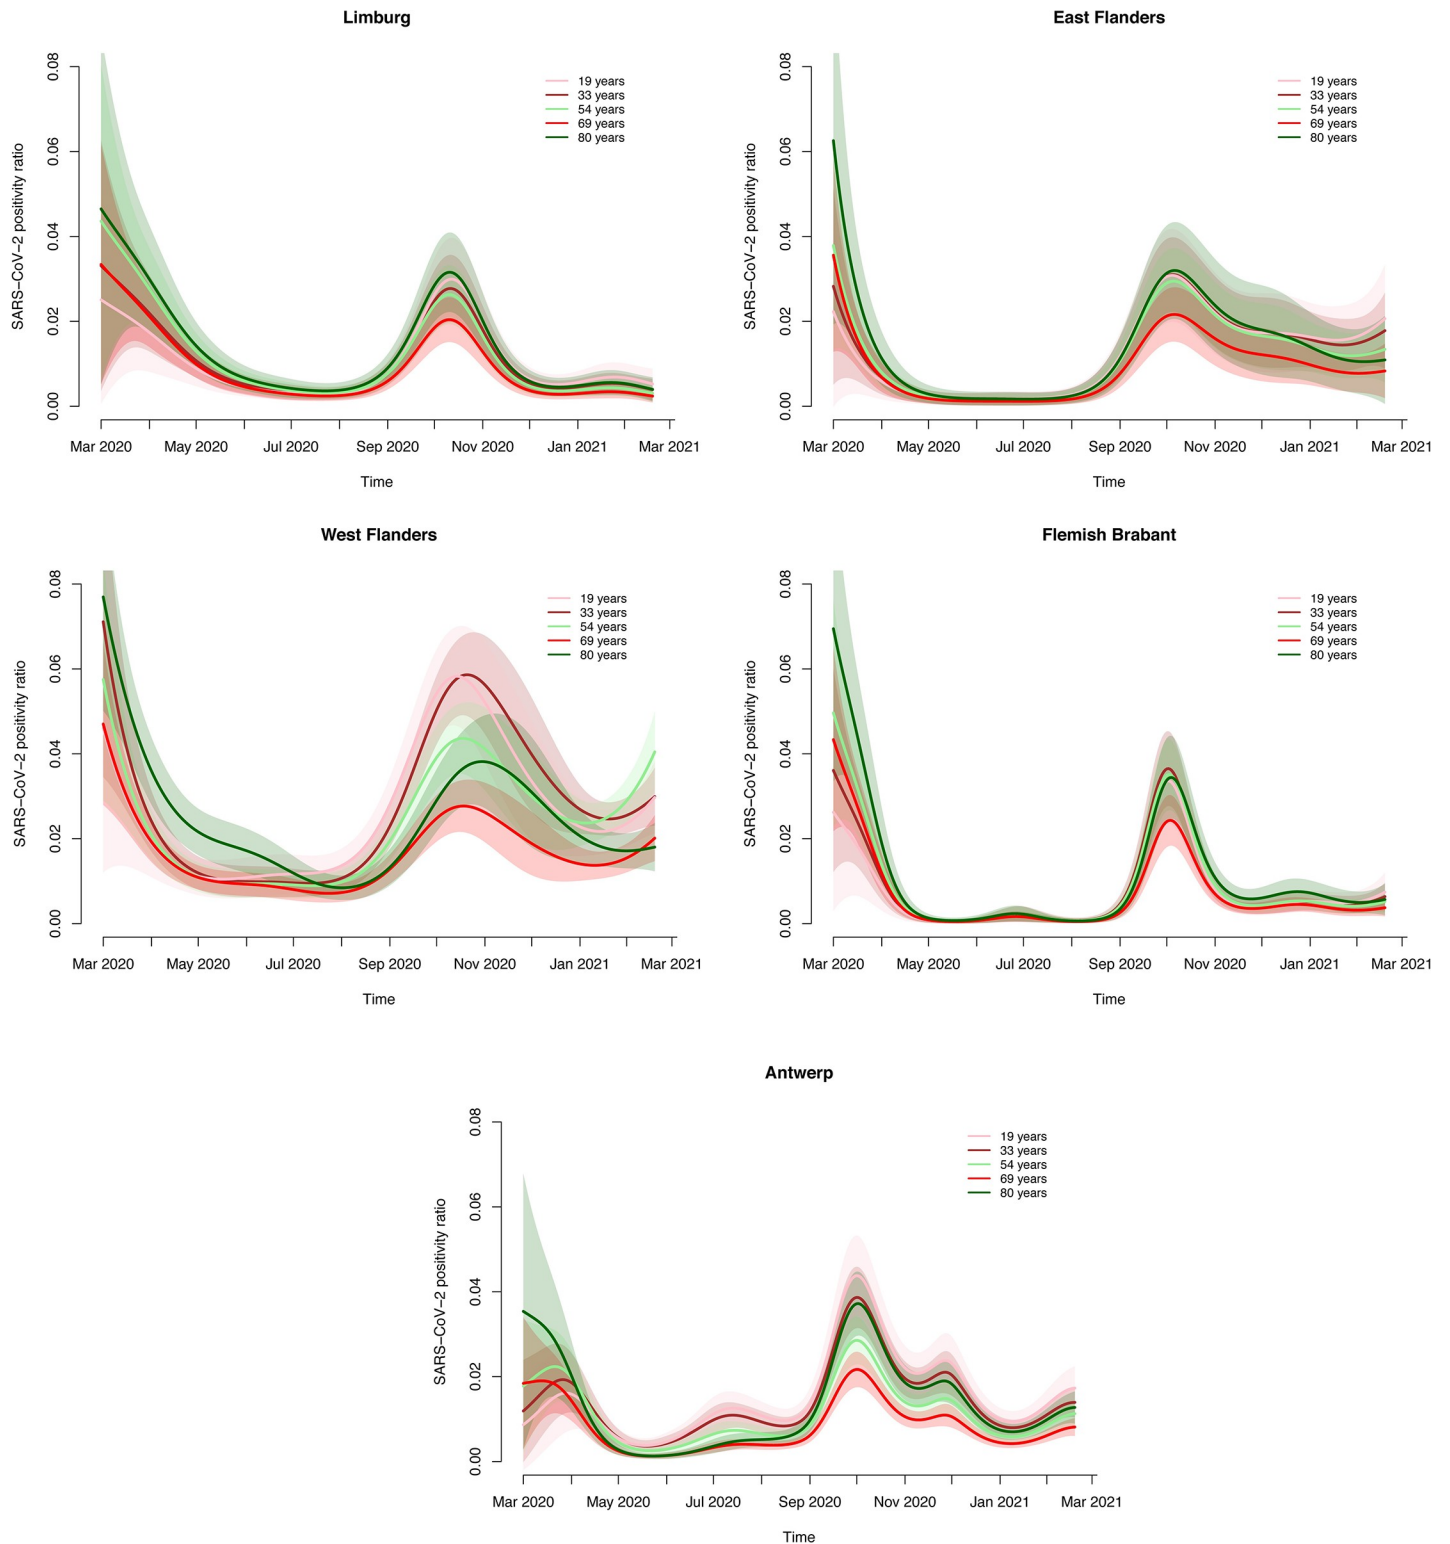 Limburg
SARS−CoV−2 positivity ratio
0.08
0.06
0.04
0.02
0.00
19 years
33 years
54 years
69 years
80 years
Mar 2020 May 2020 Jul 2020 Sep 2020 Nov 2020 Jan 2021 Mar 2021
Time
East Flanders
SARS−CoV−2 positivity ratio
0.08
0.06
0.04
0.02
0.00
19 years
33 years
54 years
69 years
80 years
Mar 2020 May 2020 Jul 2020 Sep 2020 Nov 2020 Jan 2021 Mar 2021
Time
West Flanders
SARS−CoV−2 positivity ratio
0.08
0.06
0.04
0.02
0.00
19 years
33 years
54 years
69 years
80 years
Mar 2020 May 2020 Jul 2020 Sep 2020 Nov 2020 Jan 2021 Mar 2021
Time
Flemish Brabant
SARS−CoV−2 positivity ratio
0.08
0.06
0.04
0.02
0.00
19 years
33 years
54 years
69 years
80 years
Mar 2020 May 2020 Jul 2020 Sep 2020 Nov 2020 Jan 2021 Mar 2021
Time
Antwerp
SARS−CoV−2 positivity ratio
0.08
0.06
0.04
0.02
0.00
19 years
33 years
54 years
69 years
80 years
Mar 2020 May 2020 Jul 2020 Sep 2020 Nov 2020 Jan 2021 Mar 2021
Time